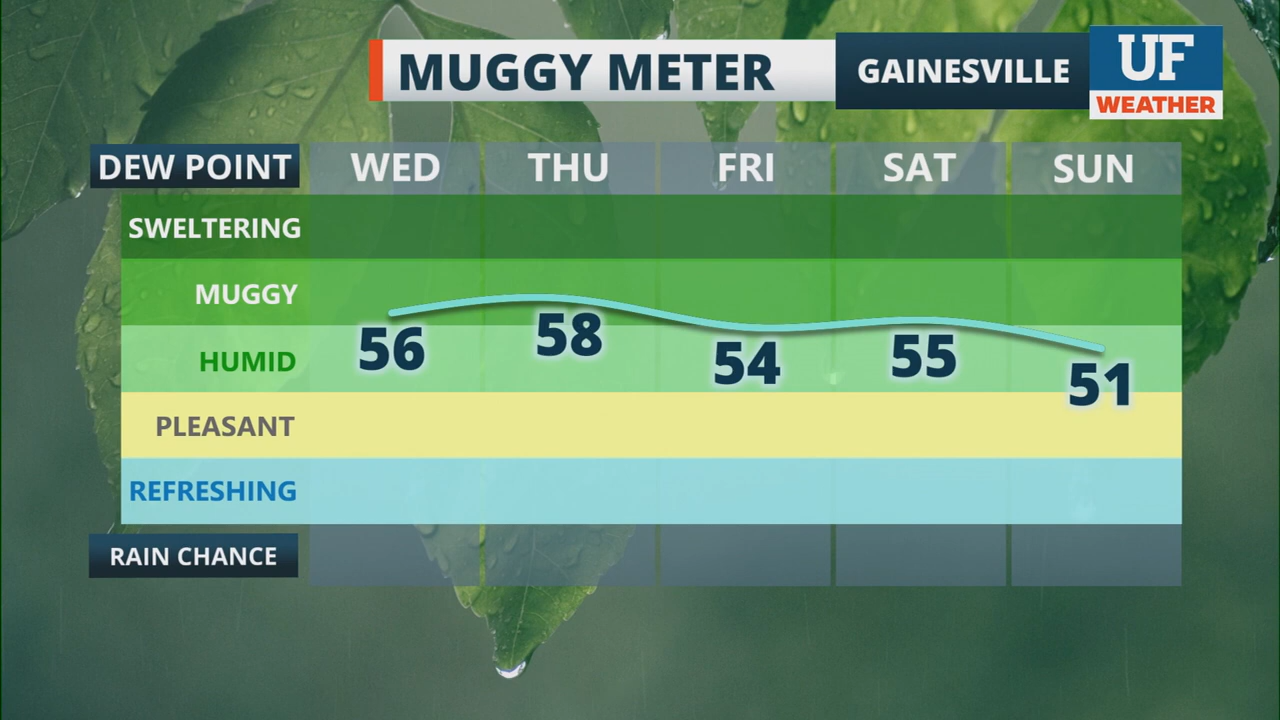 MUGGY METER
GAINESVILLE
UF
WEATHER
DEW POINT WED THU FRI SAT SUN
SWELTERING
MUGGY
HUMID
56 58 54 55 51
PLEASANT
REFRESHING
RAIN CHANCE